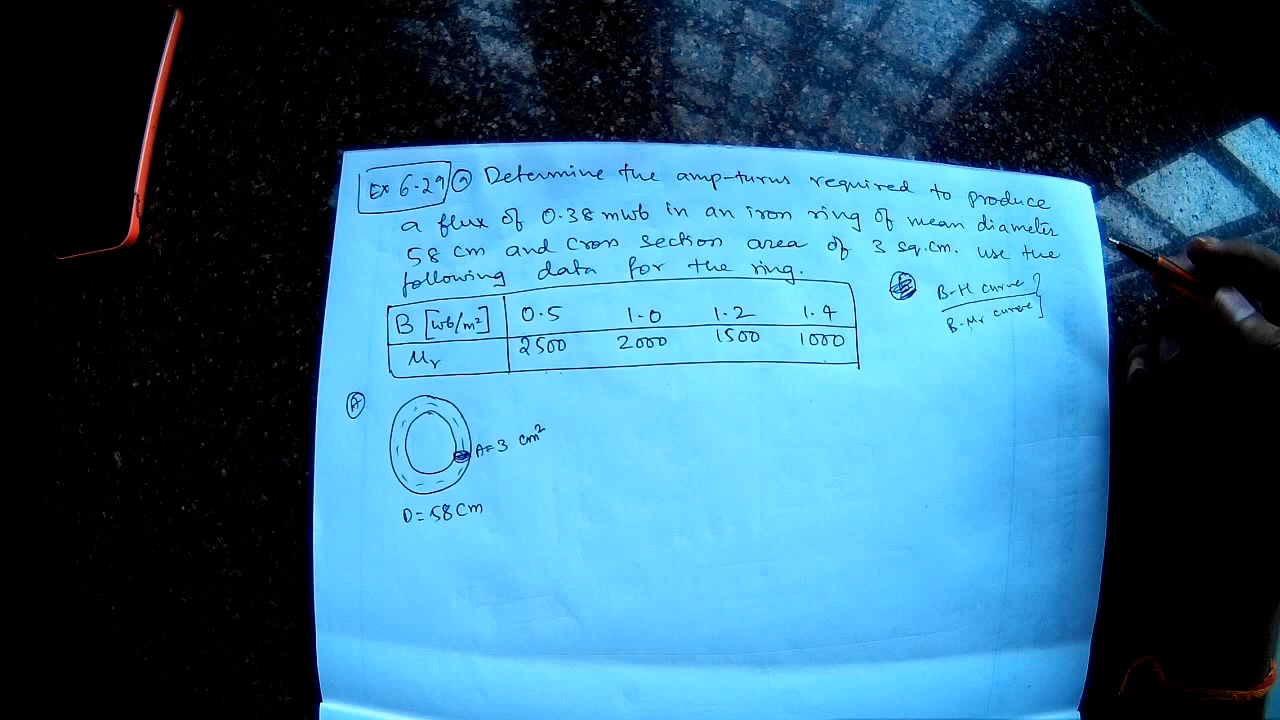 Ex 6.29 Q Determine the amp-turns required to produce
a flux of 0.38 mwb in an iron ring of mean diameter
58 cm and Cross section area of 3 sq.cm. use the
following data for the ring.
B-H curve
B-Mr curve
B [wb/m²] 0.5 1.0 1.2 1.4
μr 2500 2000 1500 1000
A
A=3 cm²
D=58cm